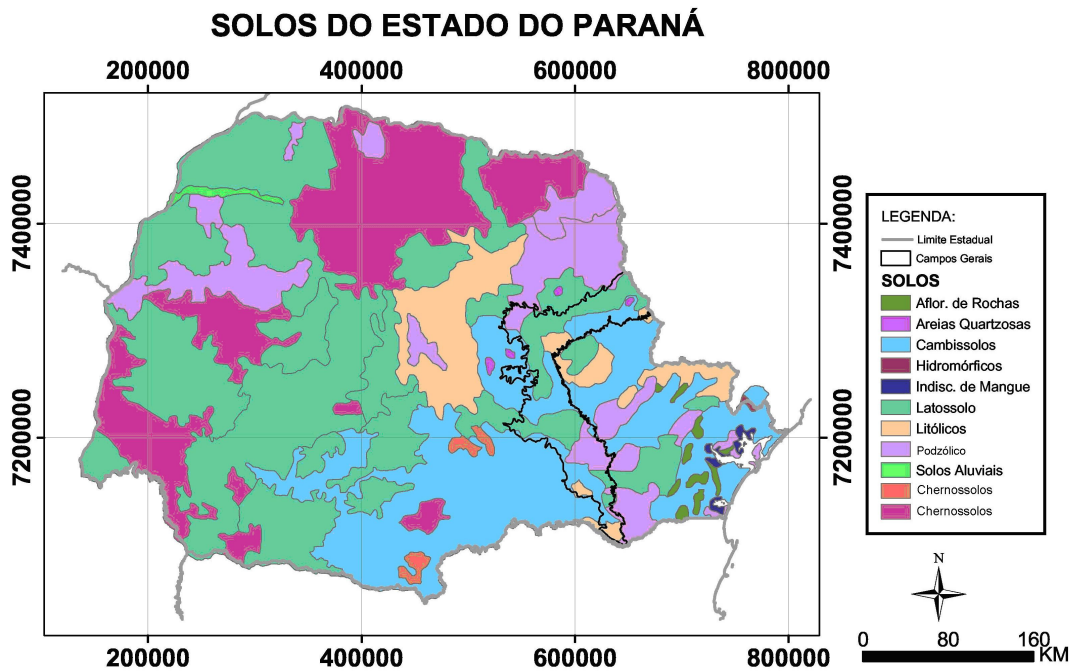 SOLOS DO ESTADO DO PARANÁ
200000 400000 600000 800000
7400000 7400000
7200000 7200000
200000 400000 600000 800000
LEGENDA:
Limite Estadual
Campos Gerais
SOLOS
Aflor. de Rochas
Areias Quartzosas
Cambissolos
Hidromórficos
Indisc. de Mangue
Latossolo
Litólicos
Podzólico
Solos Aluviais
Chernossolos
Chernossolos
N
0 80 160
KM